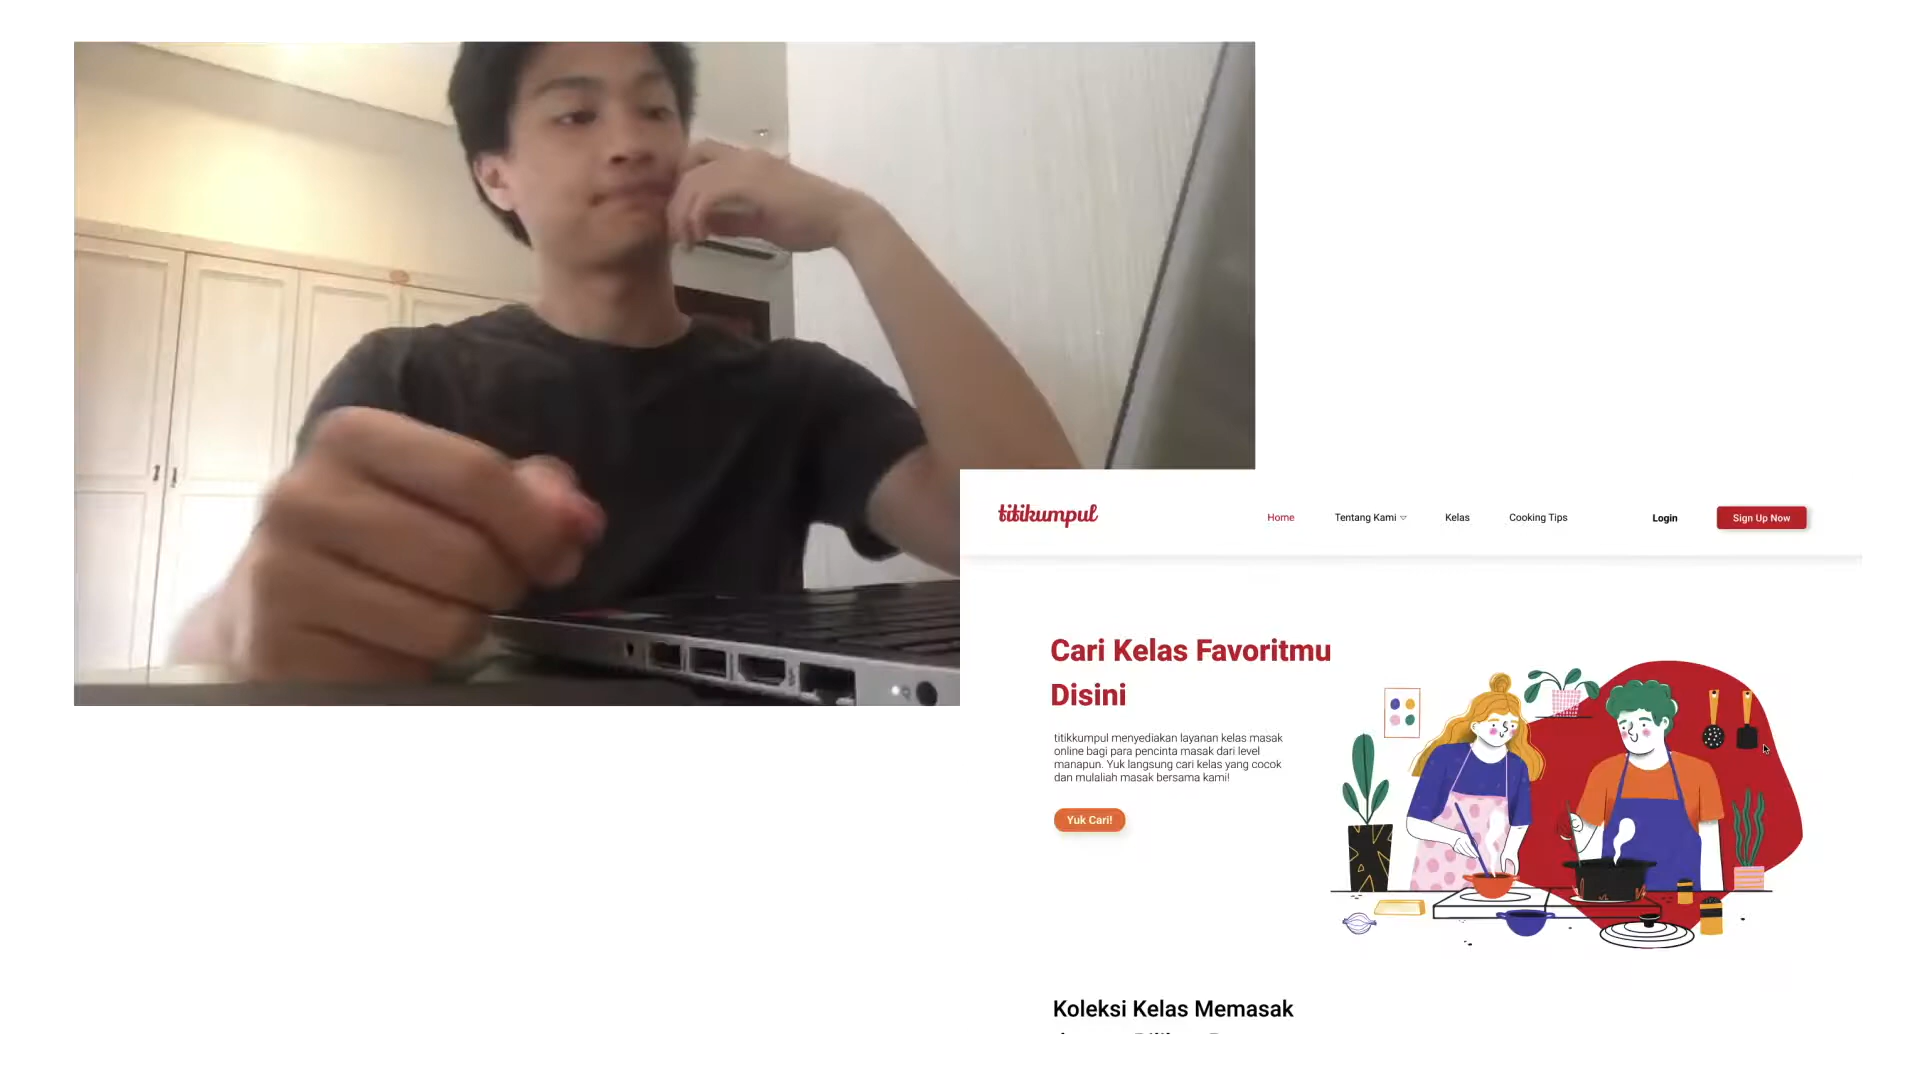 titikumpul
Home
Tentang Kami
Kelas
Cooking Tips
Login
Sign Up Now
Cari Kelas Favoritmu
Disini
titikkumpul menyediakan layanan kelas masak
online bagi para pencinta masak dari level
manapun. Yuk langsung cari kelas yang cocok
dan mulaliah masak bersama kami!
Yuk Cari!
Koleksi Kelas Memasak